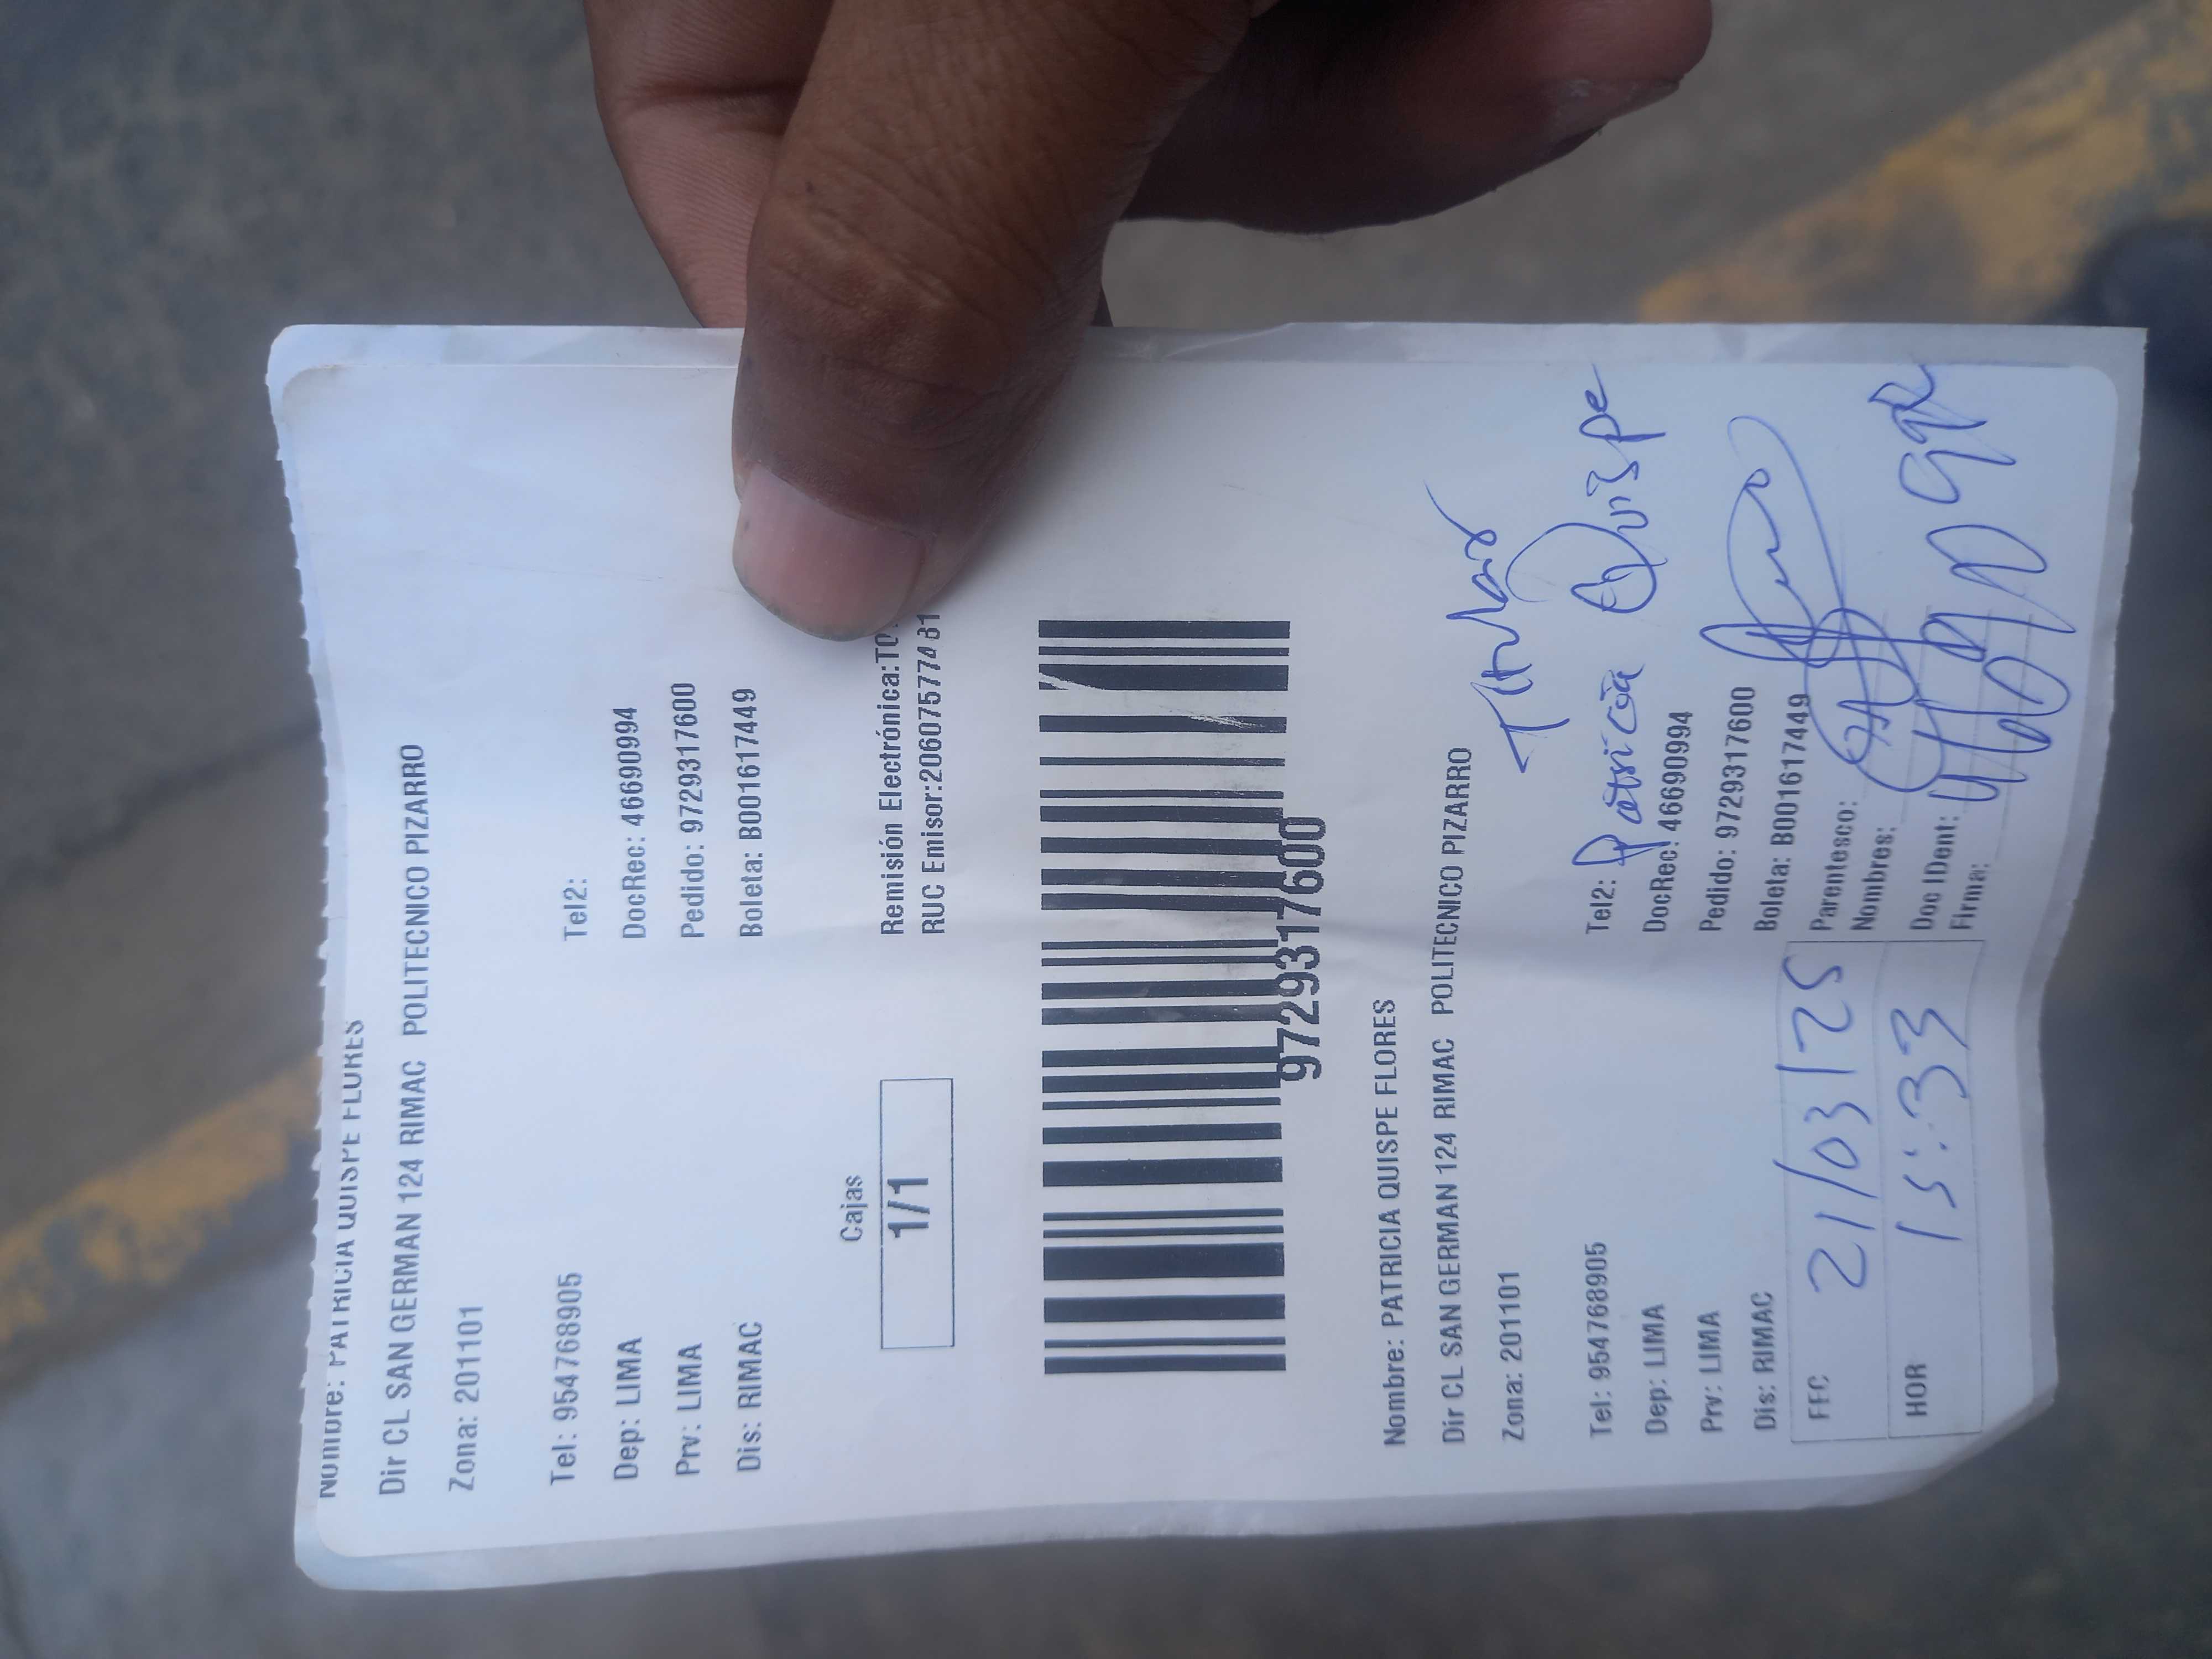 Nombre: PATRICIA QUISPE FLORES
Dir CL SAN GERMAN 124 RIMAC POLITECNICO PIZARRO
Zona: 201101
Tel: 954768905 Tel2:
Dep: LIMA DocRec: 46690994
Prv: LIMA Pedido: 9729317600
Dis: RIMAC Boleta: B001617449
Cajas
1/1
Remisión Electrónica:
RUC Emisor:
9729317600
Nombre: PATRICIA QUISPE FLORES
Dir CL SAN GERMAN 124 RIMAC POLITECNICO PIZARRO
Zona: 201101
Titular
Tel: 954768905 Tel2: Patricia Quispe
Dep: LIMA DocRec: 46690994
Prv: LIMA Pedido: 9729317600
Dis: RIMAC Boleta: B001617449
FEC 21/03/25 Parentesco:
Nombres:
HOR 15:33 Doc IDent:
Firma: